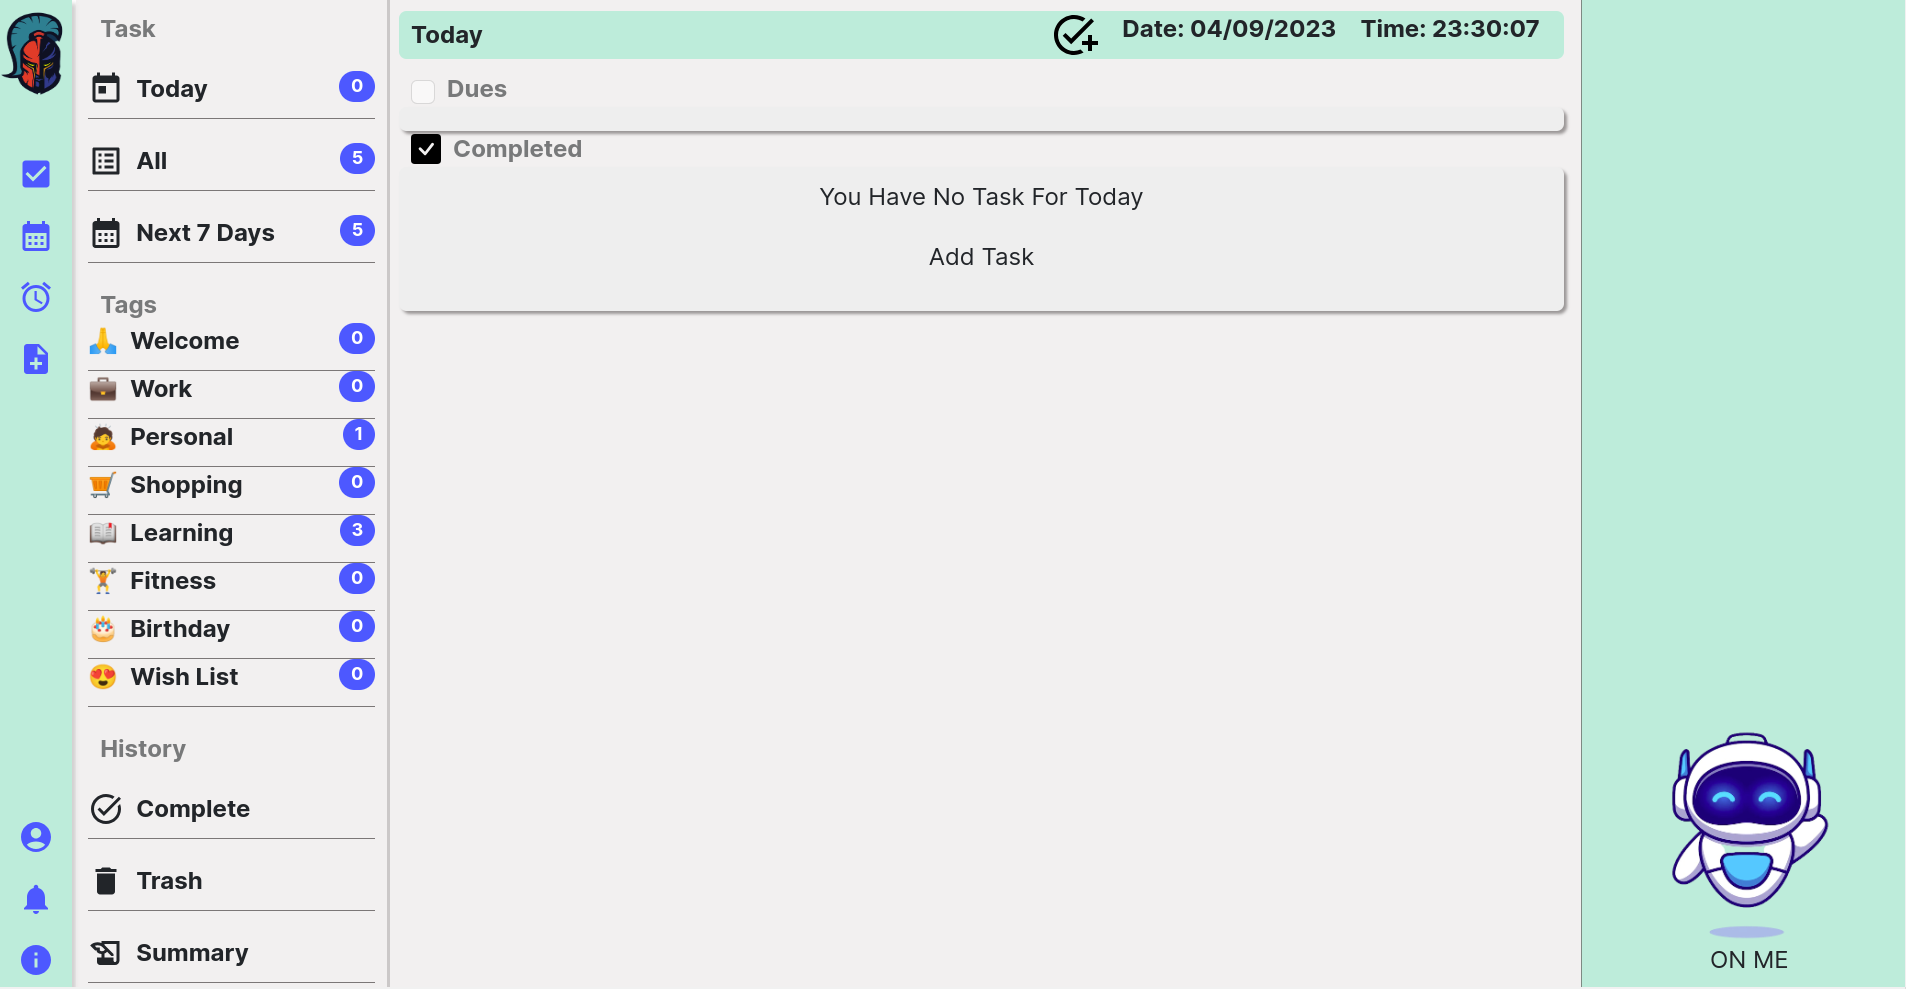 Task
Today 0
All 5
Next 7 Days 5
Tags
Welcome 0
Work 0
Personal 1
Shopping 0
Learning 3
Fitness 0
Birthday 0
Wish List 0
History
Complete
Trash
Summary
Today Date: 04/09/2023 Time: 23:30:07
Dues
Completed
You Have No Task For Today
Add Task
ON ME